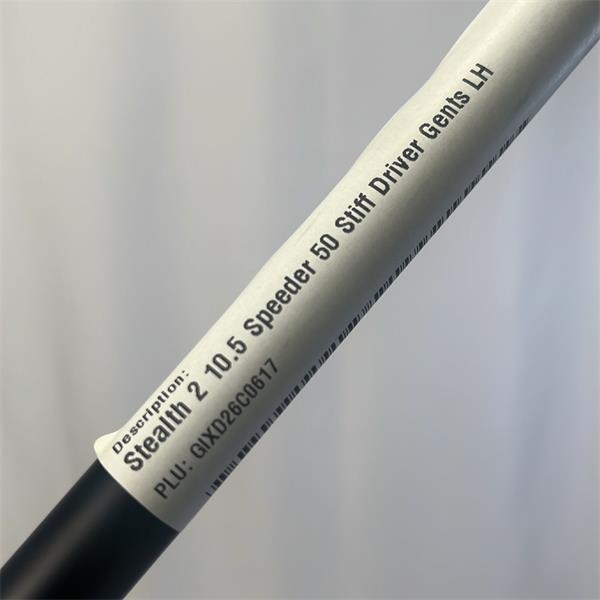 Description:
Stealth 2 10.5 Speeder 50 Stiff Driver Gents LH
PLU: GIXD26C0617